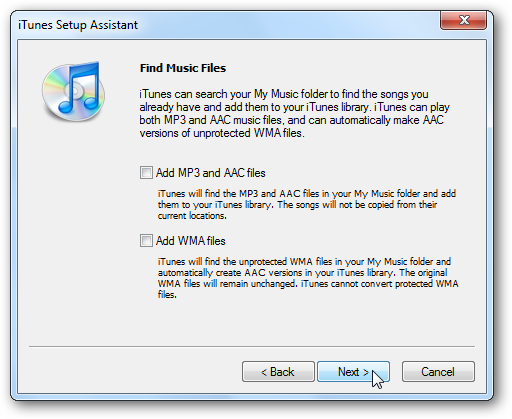 iTunes Setup Assistant
Find Music Files
iTunes can search your My Music folder to find the songs you
already have and add them to your iTunes library. iTunes can play
both MP3 and AAC music files, and can automatically make AAC
versions of unprotected WMA files.
Add MP3 and AAC files
iTunes will find the MP3 and AAC files in your My Music folder and add
them to your iTunes library. The songs will not be copied from their
current locations.
Add WMA files
iTunes will find the unprotected WMA files in your My Music folder and
automatically create AAC versions in your iTunes library. The original
WMA files will remain unchanged. iTunes cannot convert protected WMA
files.
< Back Next > Cancel